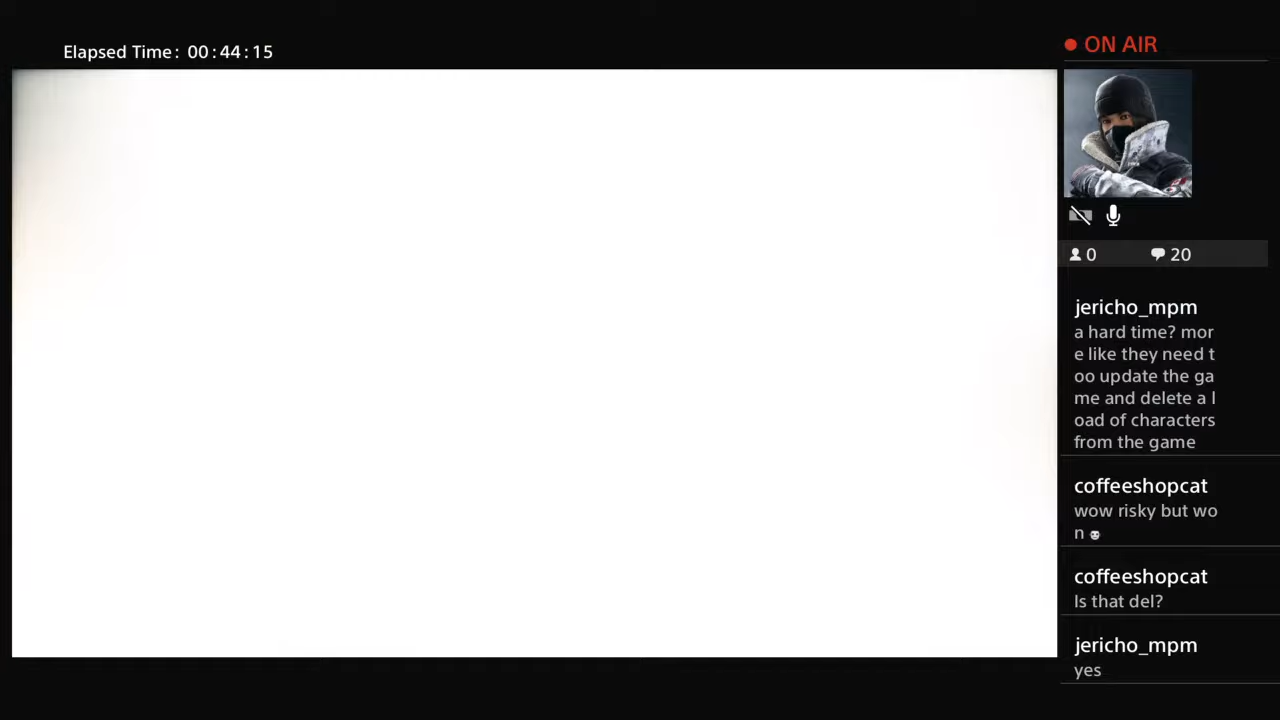 Elapsed Time: 00:44:15
ON AIR
0
20
jericho_mpm
a hard time? mor
e like they need t
oo update the ga
me and delete a l
oad of characters
from the game
coffeeshopcat
wow risky but wo
n
coffeeshopcat
Is that del?
jericho_mpm
yes